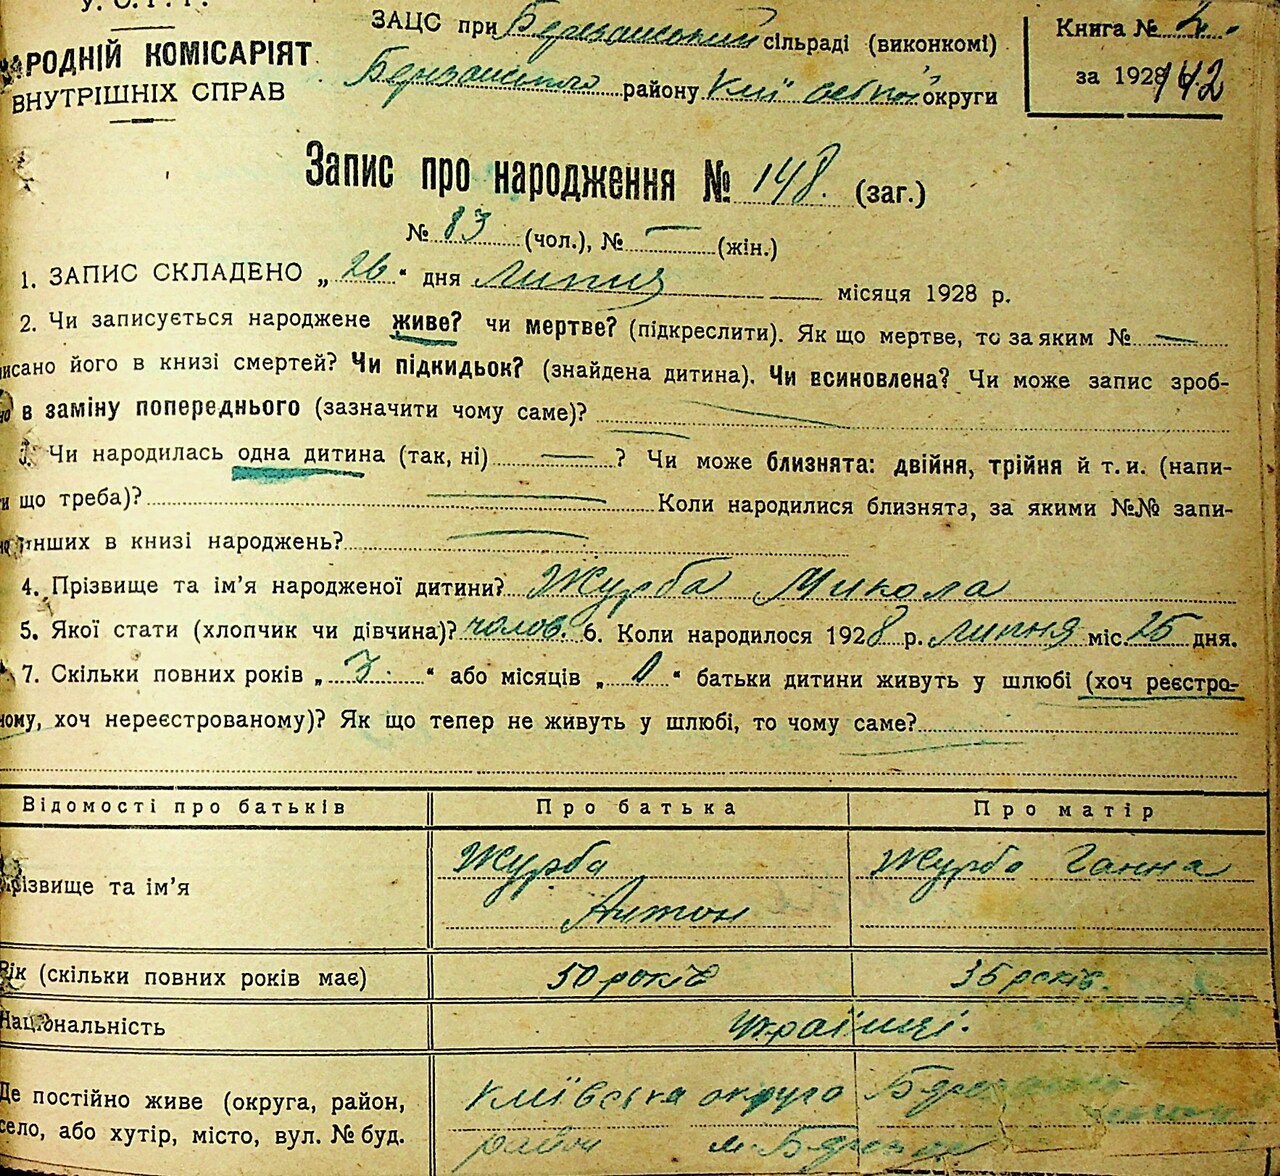 У.С.Р.Р.
ЗАЦС при Березанський сільраді (виконкомі)
Книга №
АРОДНІЙ КОМІСАРІЯТ
ВНУТРІШНІХ СПРАВ
Березанського району Київської округи
за 1928 142
Запис про народження № 148. (заг.)
№ 83 (чол.), № — (жін.)
1. ЗАПИС СКЛАДЕНО „26“ дня липня — місяця 1928 р.
2. Чи записується народжене живе? чи мертве? (підкреслити). Як що мертве, то за яким № —
исано його в книзі смертей? Чи підкидьок? (знайдена дитина). Чи всиновлена? Чи може запис зроб-
но в заміну попереднього (зазначити чому саме)? —
3. Чи народилась одна дитина (так, ні) — ? Чи може близнята: двійня, трійня й т. и. (напи-
и що треба)? — Коли народилися близнята, за якими №№ запи-
но інших в книзі народжень? —
4. Прізвище та ім’я народженої дитини? Журба Микола
5. Якої стати (хлопчик чи дівчина)? чолов. 6. Коли народилося 1928 р. липня міс. 25 дня.
7. Скільки повних років „3“ або місяців „0“ батьки дитини живуть у шлюбі (хоч реєстро-
ному, хоч нереєстрованому)? Як що тепер не живуть у шлюбі, то чому саме? —
Відомості про батьків Про батька Про матір
Прізвище та ім’я Журба Антон Журба Ганна
Вік (скільки повних років має) 50 років 35 років.
Національність Українці.
Де постійно живе (округа, район, Київська округа
село, або хутір, місто, вул. № буд. район м.